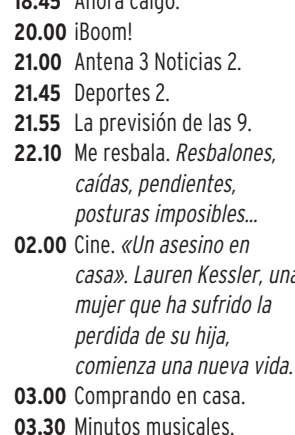 18.45 Ahora caigo.
20.00 ¡Boom!
21.00 Antena 3 Noticias 2.
21.45 Deportes 2.
21.55 La previsión de las 9.
22.10 Me resbala. Resbalones,
caídas, pendientes,
posturas imposibles...
02.00 Cine. «Un asesino en
casa». Lauren Kessler, una
mujer que ha sufrido la
perdida de su hija,
comienza una nueva vida.
03.00 Comprando en casa.
03.30 Minutos musicales.